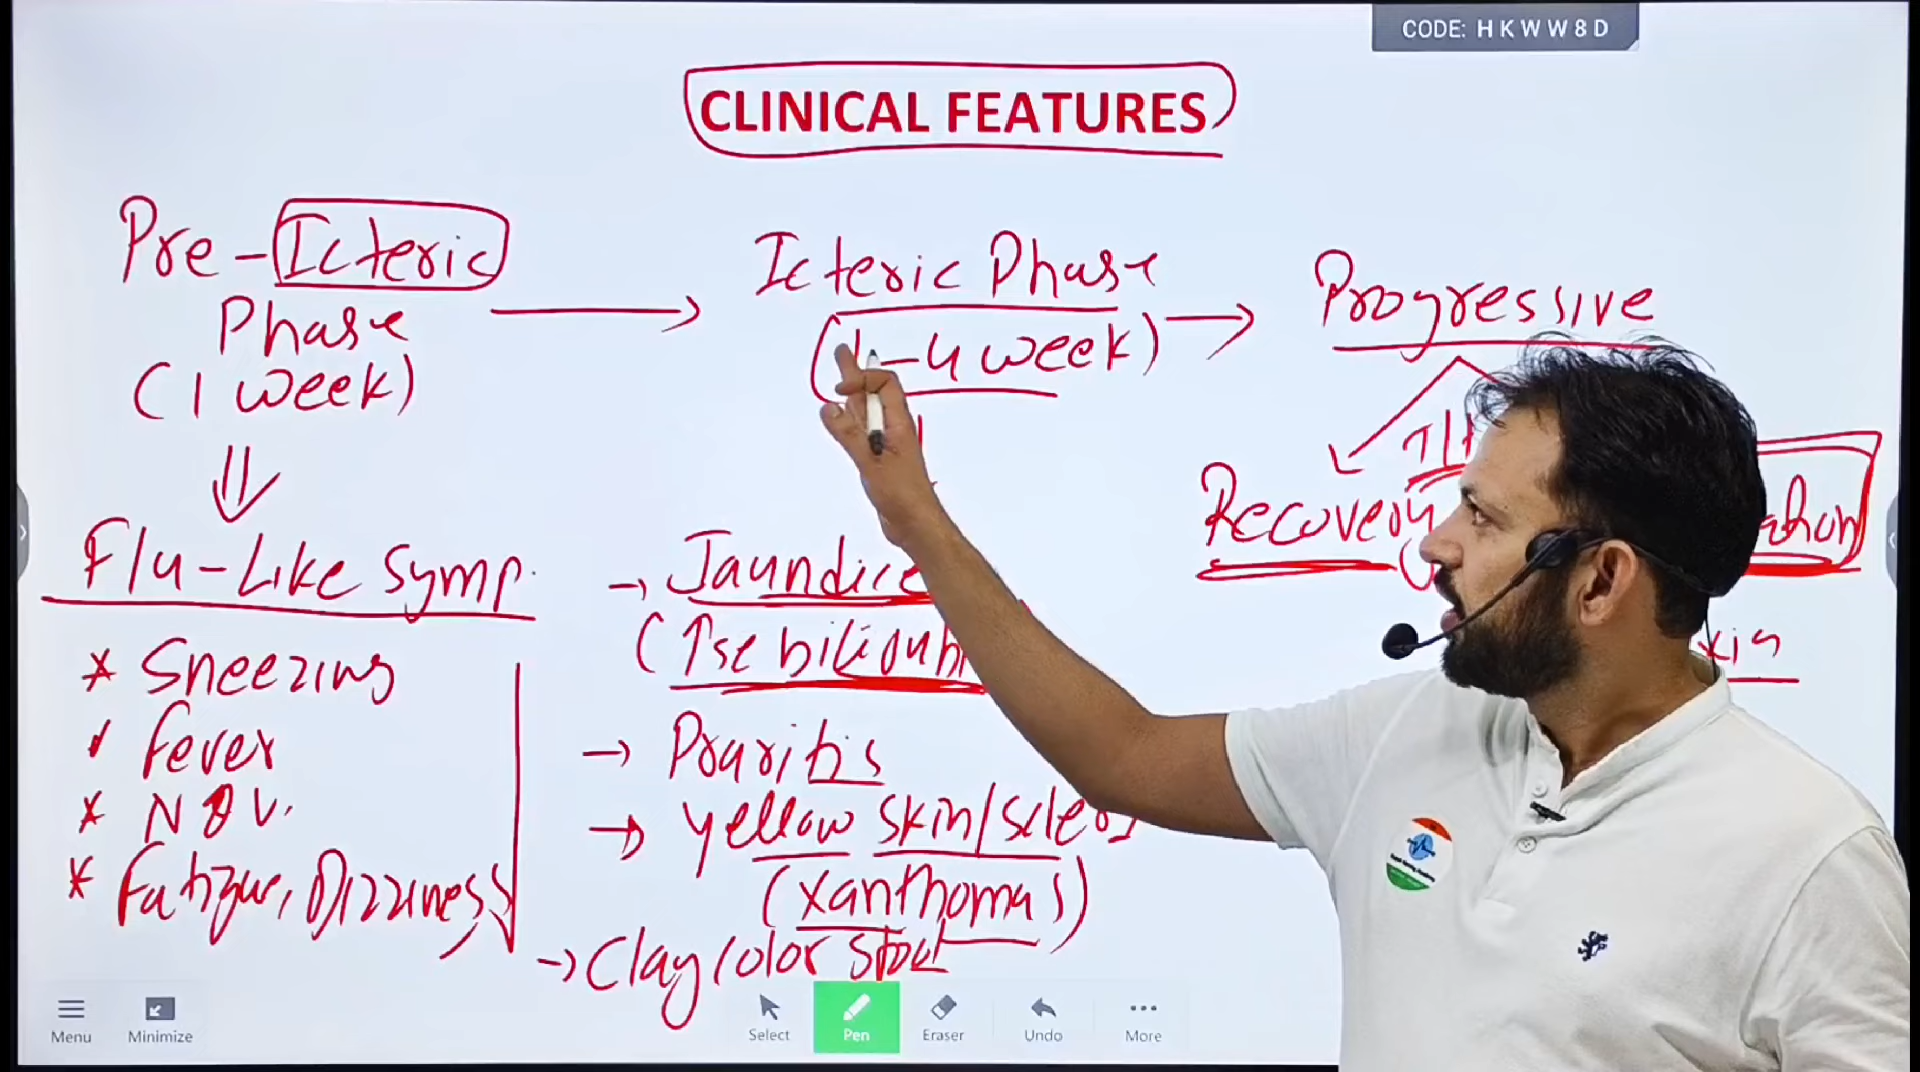 CODE: HKWW8D
CLINICAL FEATURES
Pre-Icteric
Phase
(1 week)
Flu-Like Symp.
* Sneezing
Fever
* N & V.
* Fatigue, Dizziness
Icteric Phase
(1-4 week)
→ Jaundice
(↑se
→ Pruritis
→ yellow skin/
(xanthomas)
→ Clay color stool
Progressive
Recovery
Menu
Minimize
Select
Pen
Eraser
Undo
More